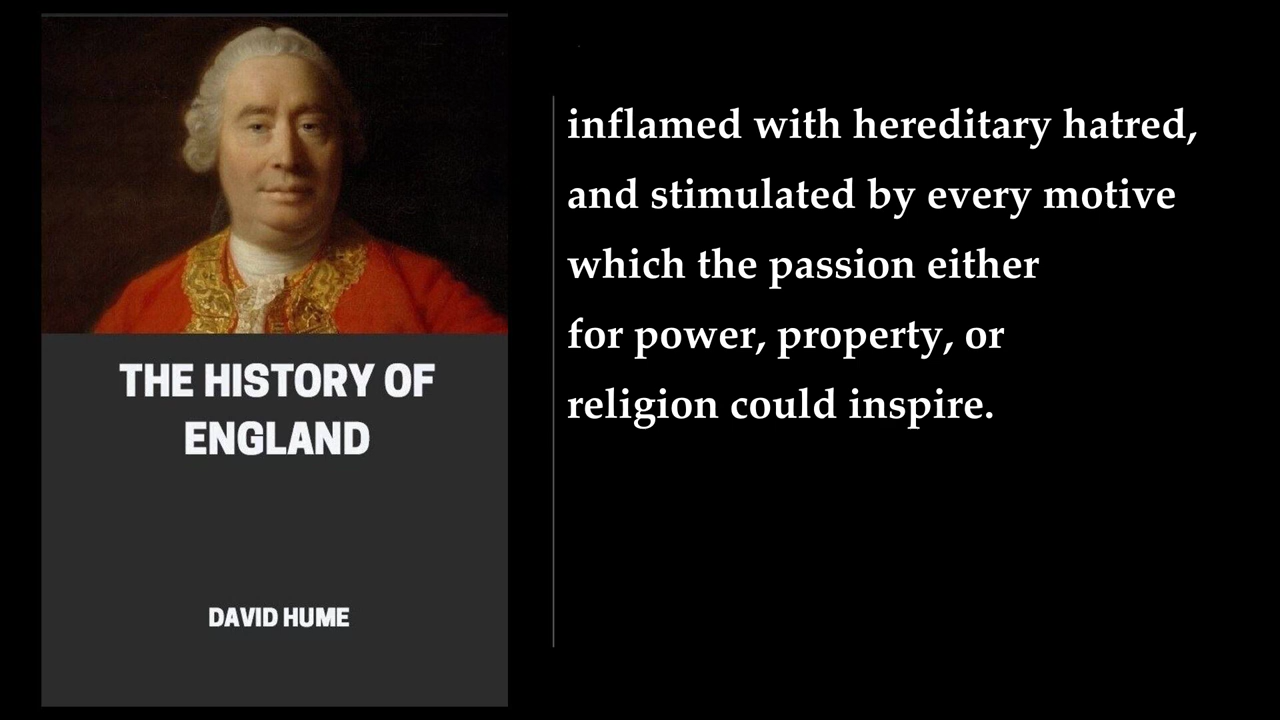 THE HISTORY OF
ENGLAND
DAVID HUME
inflamed with hereditary hatred,
and stimulated by every motive
which the passion either
for power, property, or
religion could inspire.